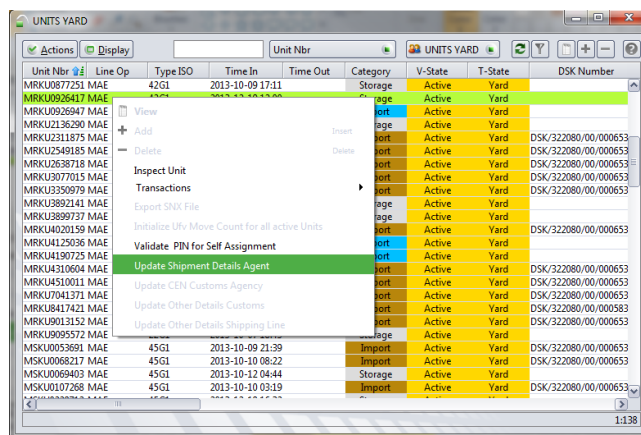 UNITS YARD
Actions Display Unit Nbr UNITS YARD
Unit Nbr Line Op Type ISO Time In Time Out Category V-State T-State DSK Number
MRKU0877251 MAE 42G1 2013-10-09 17:11 Storage Active Yard
MRKU0926417 MAE Active Yard
MRKU0926947 MAE View Active Yard
MRKU2136290 MAE Add Insert Active Yard
MRKU2311875 MAE Active Yard DSK/322080/00/000653
MRKU2549185 MAE Delete Delete Active Yard DSK/322080/00/000653
MRKU2638718 MAE Inspect Unit Active Yard DSK/322080/00/000653
MRKU3077015 MAE Transactions Active Yard DSK/322080/00/000653
MRKU3350979 MAE Active Yard DSK/322080/00/000653
MRKU3892141 MAE Export SNX File Active Yard
MRKU3899737 MAE Active Yard
MRKU4020159 MAE Initialize Ufv Move Count for all active Units Active Yard DSK/322080/00/000653
MRKU4125036 MAE Validate PIN for Self Assignment Active Yard
MRKU4190725 MAE Active Yard
MRKU4310604 MAE Update Shipment Details Agent Active Yard DSK/322080/00/000653
MRKU4510011 MAE Update CEN Customs Agency Active Yard DSK/322080/00/000653
MRKU7041371 MAE Active Yard DSK/322080/00/000653
MRKU8417421 MAE Update Other Details Customs Active Yard DSK/322080/00/000583
MRKU9013152 MAE Update Other Details Shipping Line Active Yard DSK/322080/00/000653
MRKU9095572 MAE Storage Active Yard
MSKU0053691 MAE 45G1 2013-10-09 21:39 Import Active Yard DSK/322080/00/000653
MSKU0068217 MAE 45G1 2013-10-10 08:22 Import Active Yard DSK/322080/00/000653
MSKU0069403 MAE 45G1 2013-10-12 04:44 Storage Active Yard
MSKU0107268 MAE 45G1 2013-10-10 03:19 Import Active Yard DSK/322080/00/000653
1:138